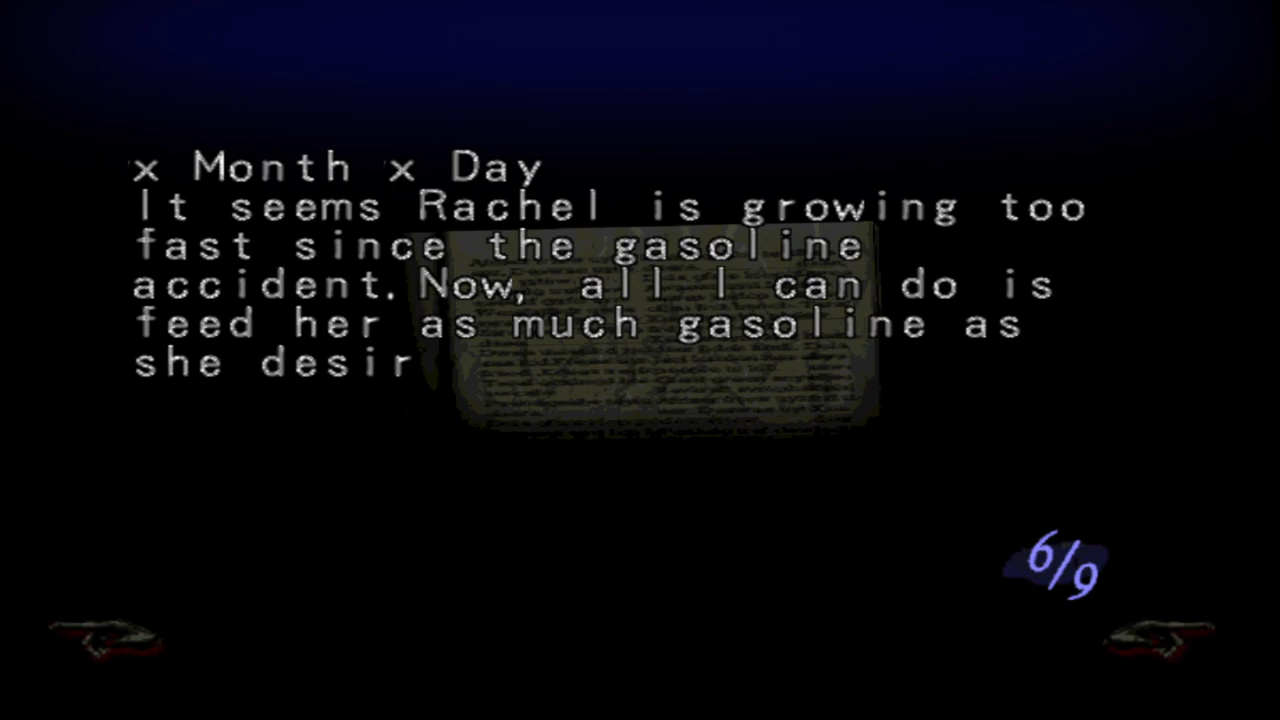 x Month x Day
It seems Rachel is growing too
fast since the gasoline
accident. Now, all I can do is
feed her as much gasoline as
she desir
6/9